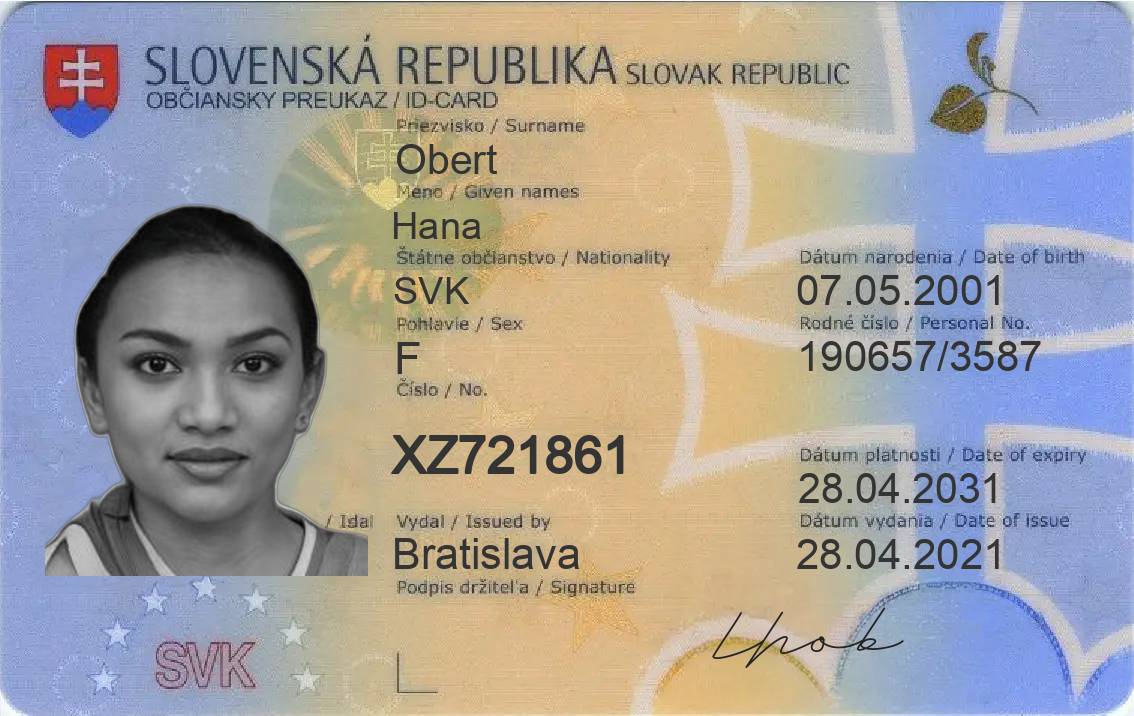 SLOVENSKÁ REPUBLIKA SLOVAK REPUBLIC
OBČIANSKY PREUKAZ / ID-CARD
Priezvisko / Surname
Obert
Meno / Given names
Hana
Štátne občianstvo / Nationality
SVK
Dátum narodenia / Date of birth
07.05.2001
Pohlavie / Sex
F
Rodné číslo / Personal No.
190657/3587
Číslo / No.
XZ721861
Dátum platnosti / Date of expiry
28.04.2031
/ Idal
Vydal / Issued by
Bratislava
Dátum vydania / Date of issue
28.04.2021
Podpis držiteľa / Signature
SVK